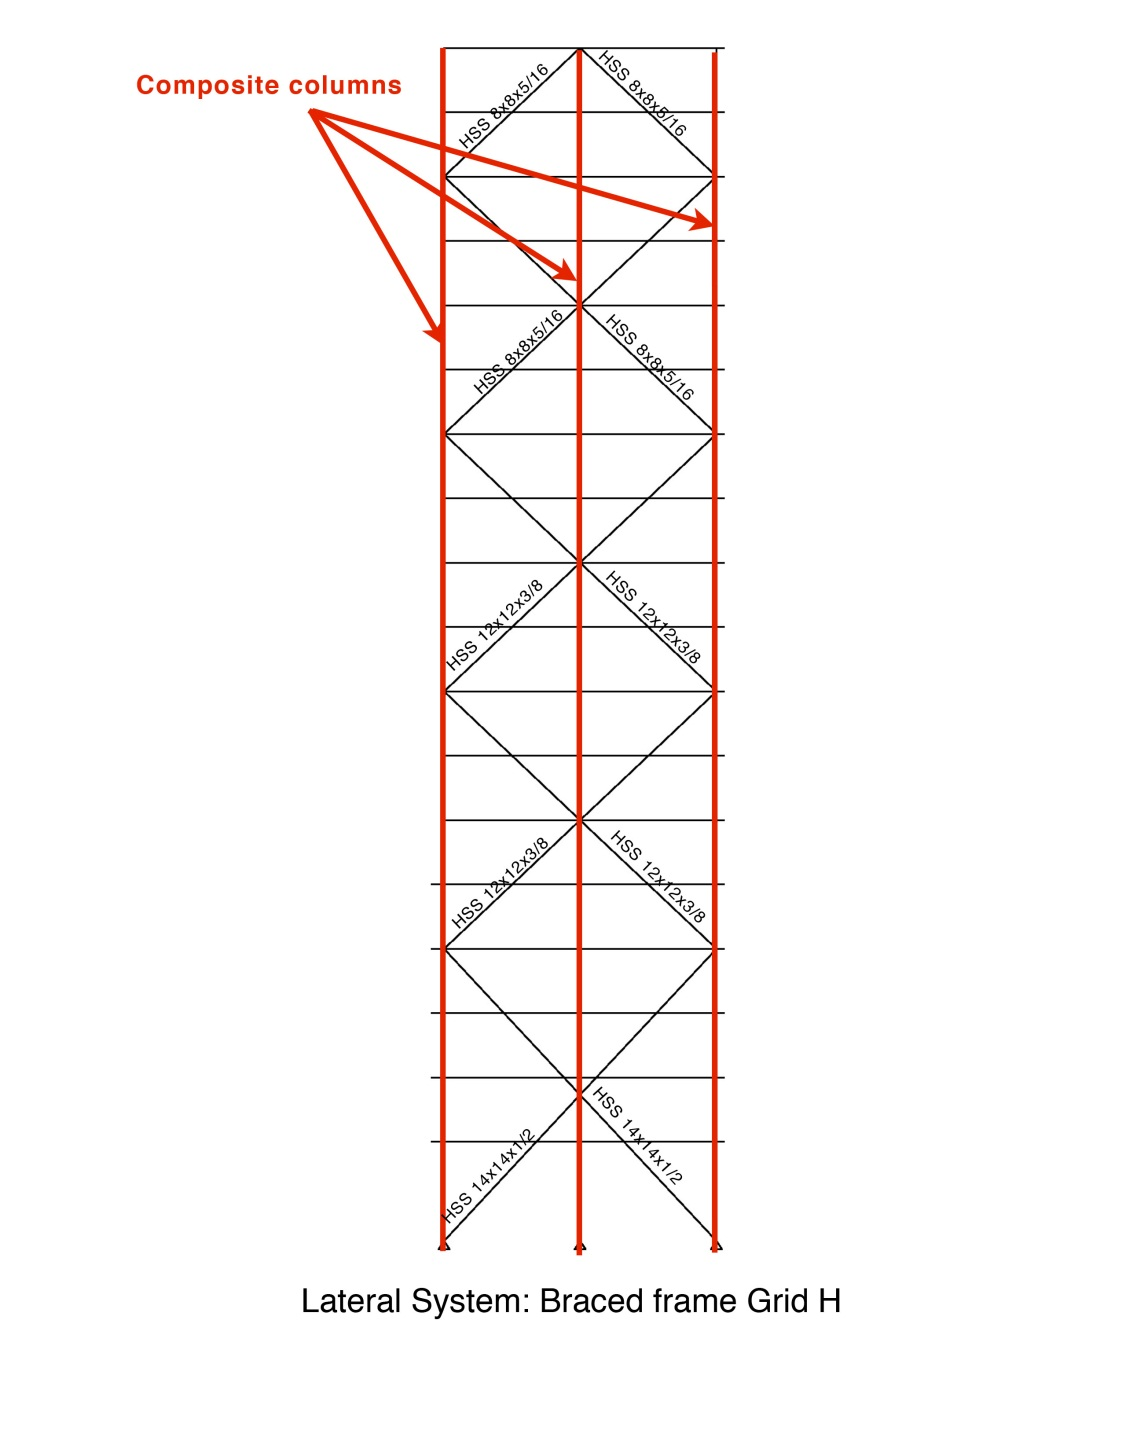 Composite columns
HSS 8x8x5/16
HSS 8x8x5/16
HSS 8x8x5/16
HSS 8x8x5/16
HSS 12x12x3/8
HSS 12x12x3/8
HSS 12x12x3/8
HSS 12x12x3/8
HSS 14x14x1/2
HSS 14x14x1/2
Lateral System: Braced frame Grid H